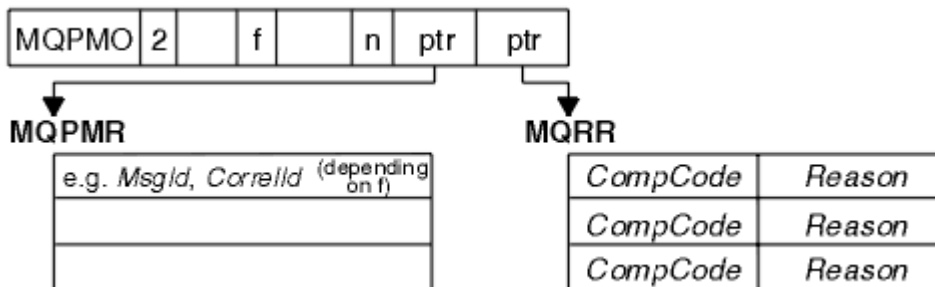 MQPMO 2 f n ptr ptr
MQPMR MQRR
e.g. MsgId, CorrelId (depending on f) CompCode Reason
CompCode Reason
CompCode Reason